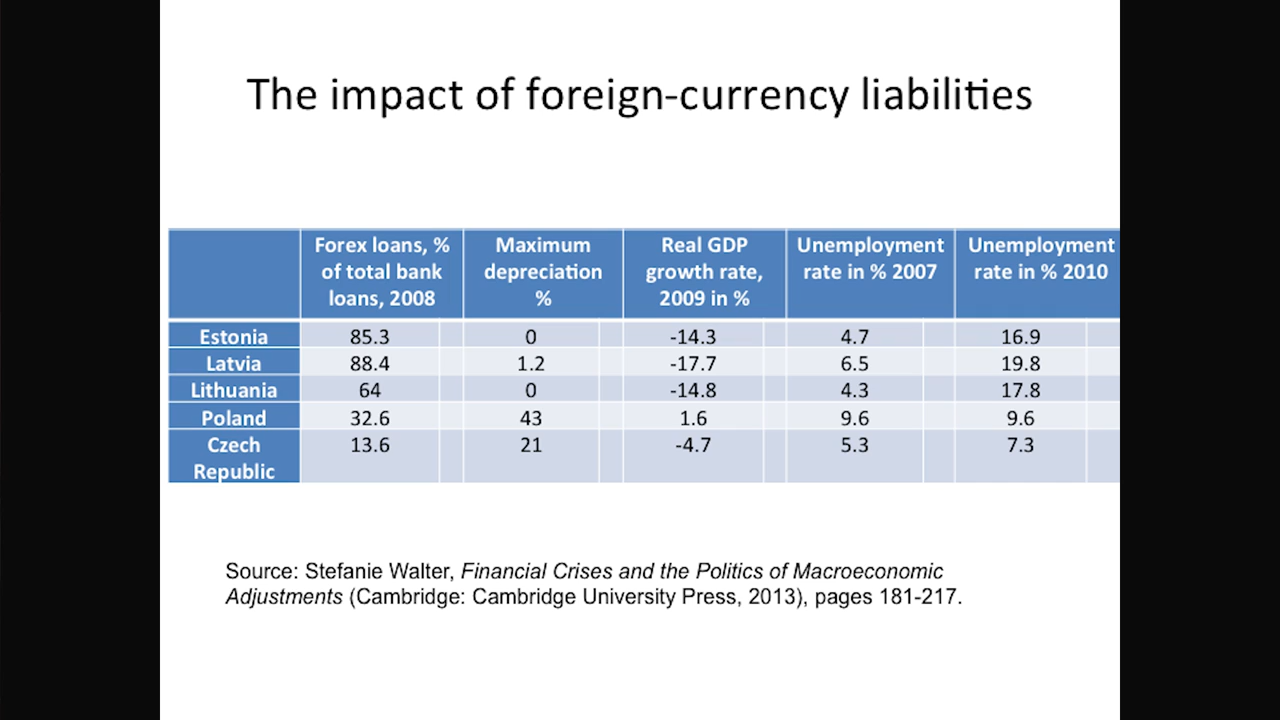 The impact of foreign-currency liabilities
Forex loans, % of total bank loans, 2008 Maximum depreciation % Real GDP growth rate, 2009 in % Unemployment rate in % 2007 Unemployment rate in % 2010
Estonia 85.3 0 -14.3 4.7 16.9
Latvia 88.4 1.2 -17.7 6.5 19.8
Lithuania 64 0 -14.8 4.3 17.8
Poland 32.6 43 1.6 9.6 9.6
Czech Republic 13.6 21 -4.7 5.3 7.3
Source: Stefanie Walter, Financial Crises and the Politics of Macroeconomic
Adjustments (Cambridge: Cambridge University Press, 2013), pages 181-217.